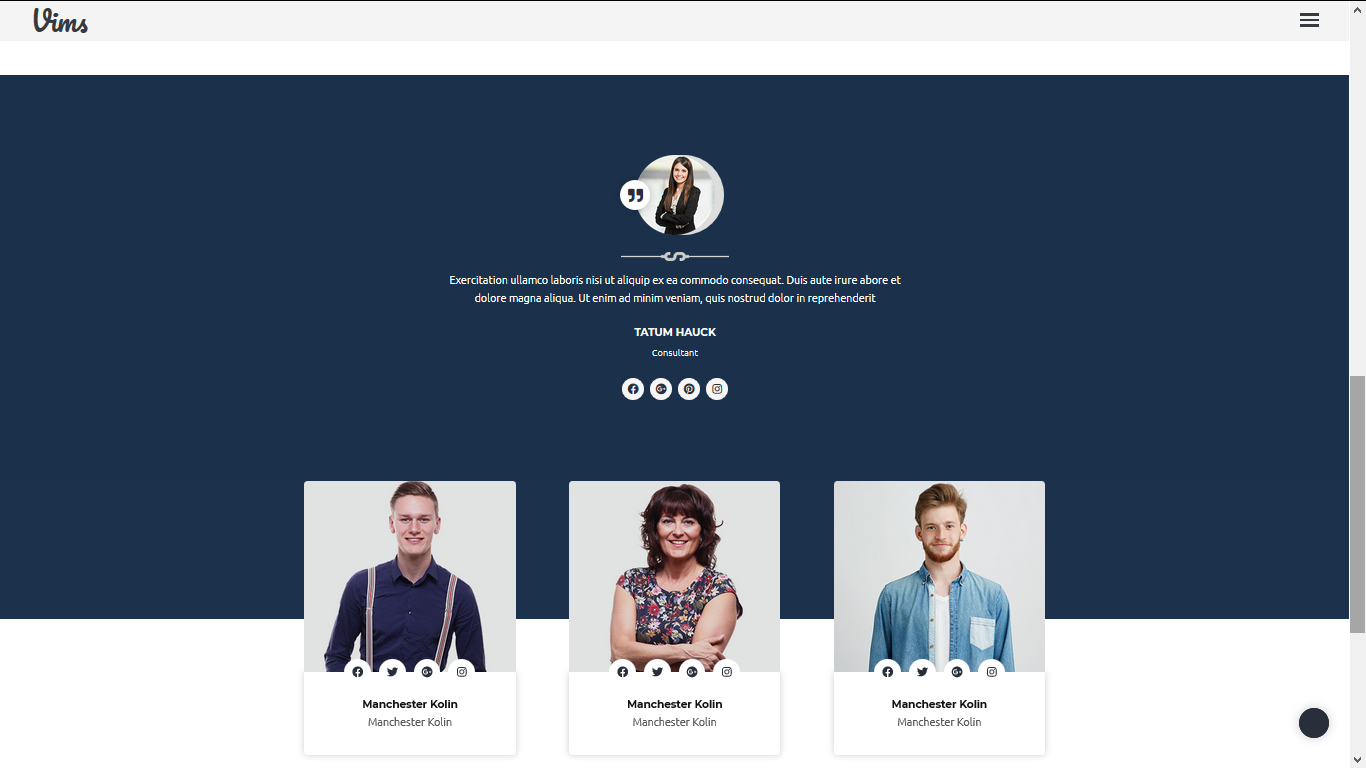 Vims
Exercitation ullamco laboris nisi ut aliquip ex ea commodo consequat. Duis aute irure abore et
dolore magna aliqua. Ut enim ad minim veniam, quis nostrud dolor in reprehenderit
TATUM HAUCK
Consultant
Manchester Kolin
Manchester Kolin
Manchester Kolin
Manchester Kolin
Manchester Kolin
Manchester Kolin